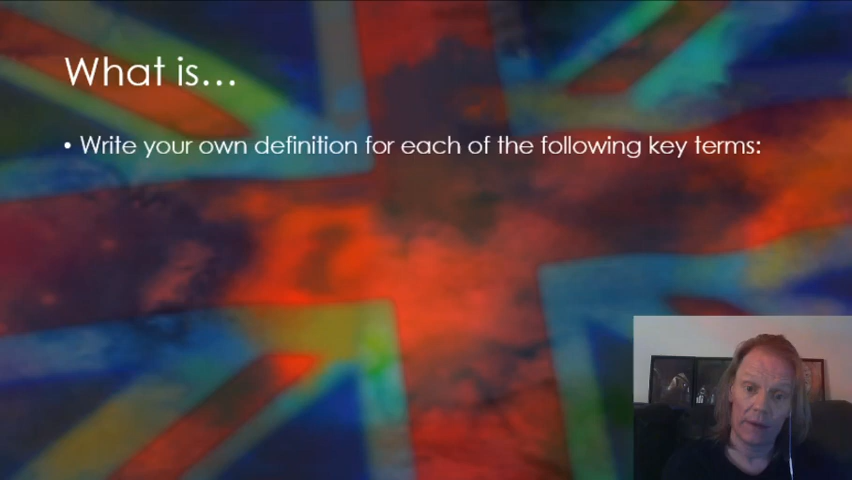 What is…
• Write your own definition for each of the following key terms: